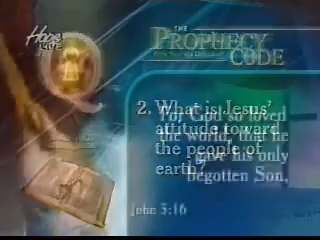 Hope
LIVE
THE
PROPHECY
CODE
2. What is Jesus'
attitude toward
the people of
earth?
For God so loved
the world, that he
gave his only
begotten Son,
John 3:16